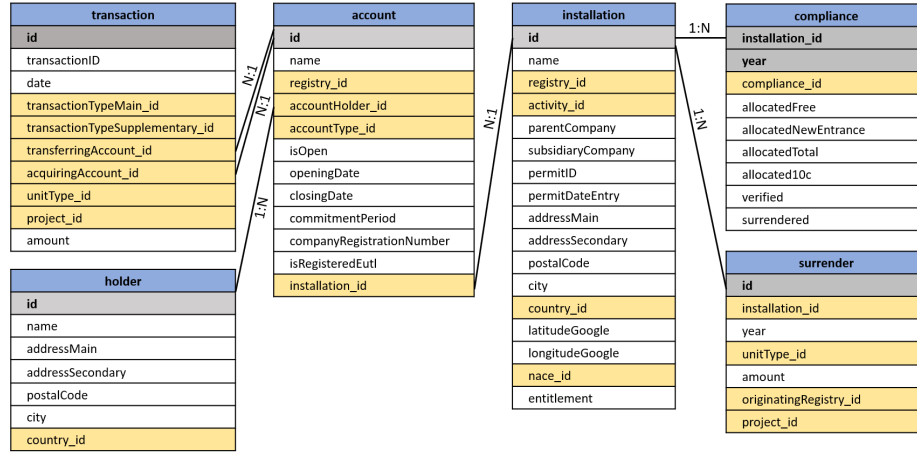 transaction
id
transactionID
date
transactionTypeMain_id
transactionTypeSupplementary_id
transferringAccount_id
acquiringAccount_id
unitType_id
project_id
amount
N:1
N:1
1:N
holder
id
name
addressMain
addressSecondary
postalCode
city
country_id
account
id
name
registry_id
accountHolder_id
accountType_id
isOpen
openingDate
closingDate
commitmentPeriod
companyRegistrationNumber
isRegisteredEutl
installation_id
N:1
installation
id
name
registry_id
activity_id
parentCompany
subsidiaryCompany
permitID
permitDateEntry
addressMain
addressSecondary
postalCode
city
country_id
latitudeGoogle
longitudeGoogle
nace_id
entitlement
1:N
1:N
compliance
installation_id
year
compliance_id
allocatedFree
allocatedNewEntrance
allocatedTotal
allocated10c
verified
surrendered
surrender
id
installation_id
year
unitType_id
amount
originatingRegistry_id
project_id